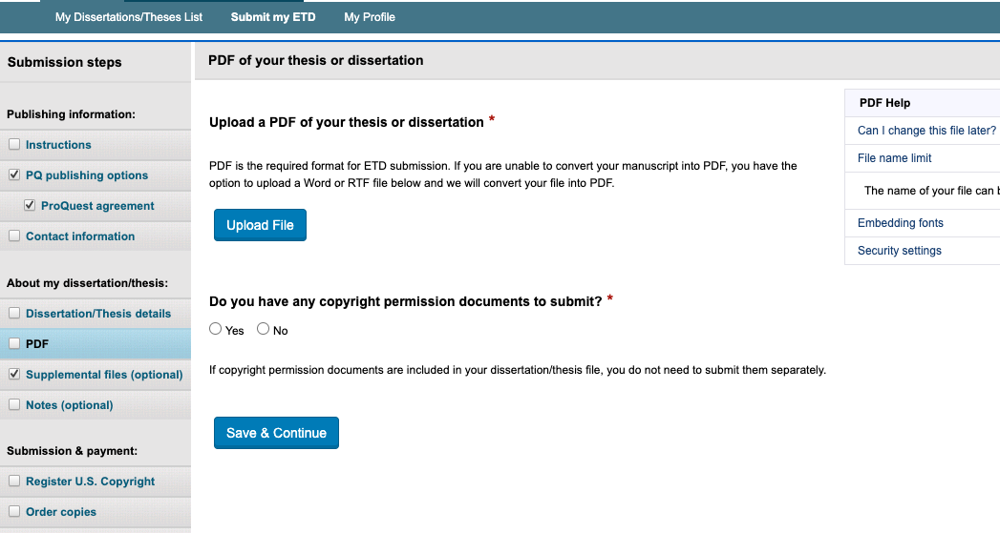 My Dissertations/Theses List Submit my ETD My Profile
Submission steps
Publishing information:
Instructions
PQ publishing options
ProQuest agreement
Contact information
About my dissertation/thesis:
Dissertation/Thesis details
PDF
Supplemental files (optional)
Notes (optional)
Submission & payment:
Register U.S. Copyright
Order copies
PDF of your thesis or dissertation
Upload a PDF of your thesis or dissertation *
PDF is the required format for ETD submission. If you are unable to convert your manuscript into PDF, you have the
option to upload a Word or RTF file below and we will convert your file into PDF.
Upload File
Do you have any copyright permission documents to submit? *
Yes No
If copyright permission documents are included in your dissertation/thesis file, you do not need to submit them separately.
Save & Continue
PDF Help
Can I change this file later?
File name limit
The name of your file can
Embedding fonts
Security settings